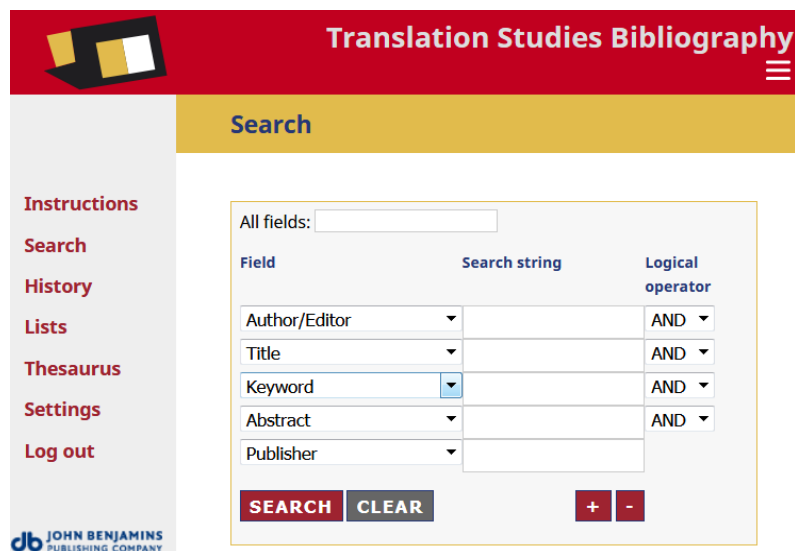 Translation Studies Bibliography
Search
Instructions
Search
History
Lists
Thesaurus
Settings
Log out
JOHN BENJAMINS
PUBLISHING COMPANY
All fields:
Field Search string Logical operator
Author/Editor AND
Title AND
Keyword AND
Abstract AND
Publisher
SEARCH CLEAR + -